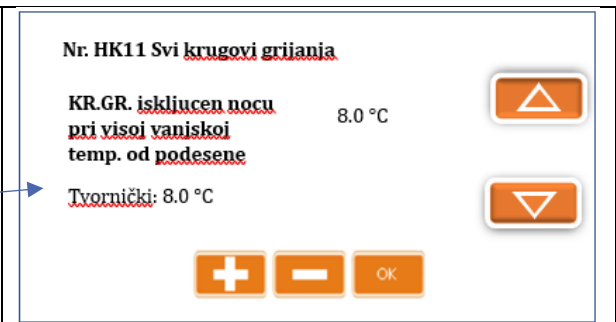 Nr. HK11 Svi krugovi grijanja
KR.GR. iskljucen nocu
pri visoj vanjskoj
temp. od podesene
8.0 °C
Tvornički: 8.0 °C
OK